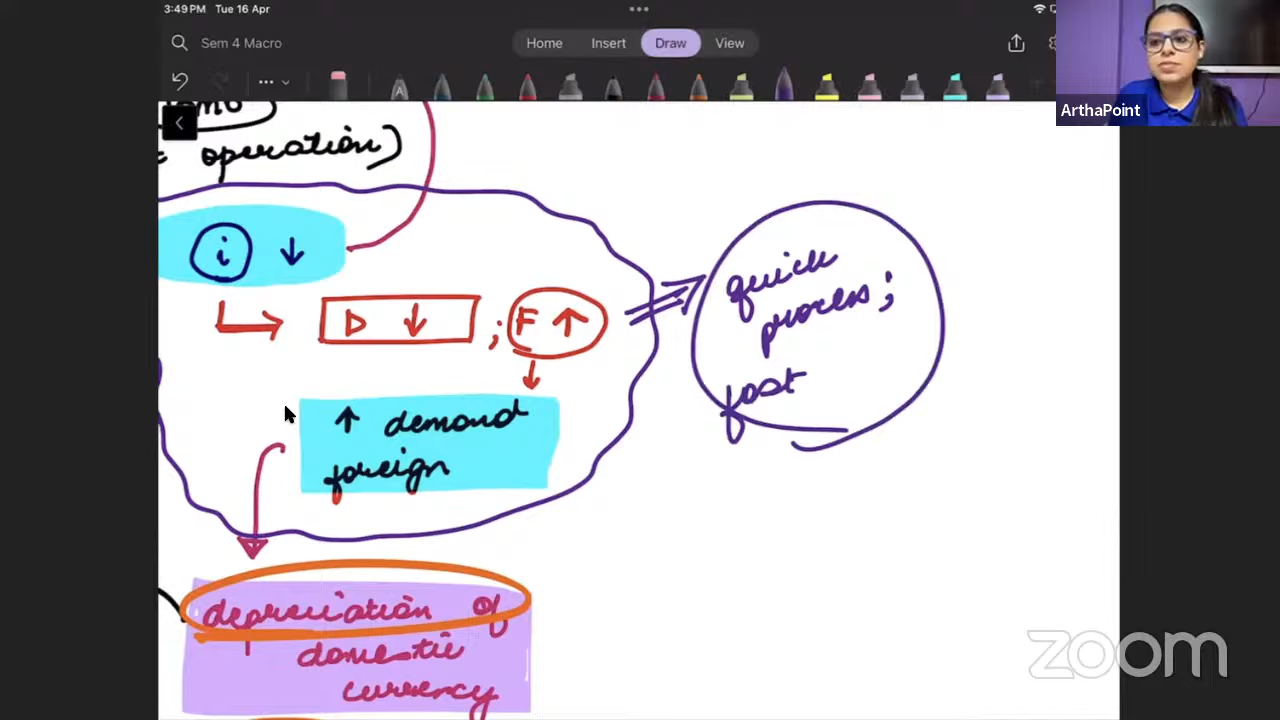 3:49 PM Tue 16 Apr
Sem 4 Macro
Home Insert Draw View
A
ArthaPoint
operation)
i ↓
D ↓ ; F ↑
↑ demand
foreign
quick
process;
fast
depreciation of
domestic
currency
zoom